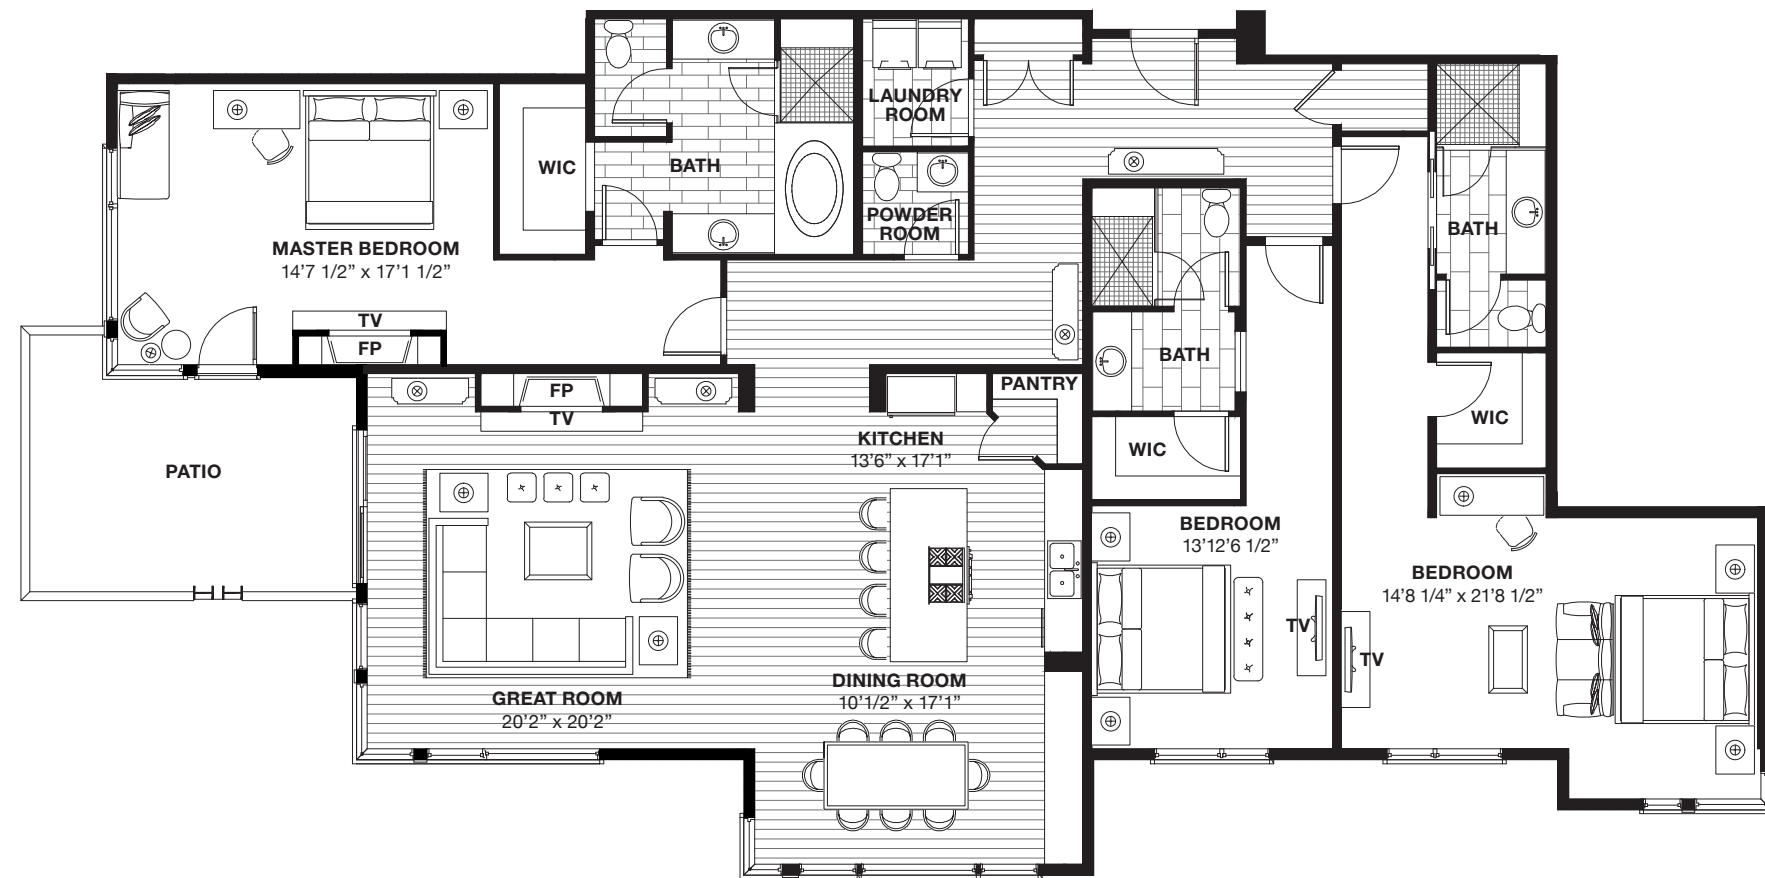 LAUNDRY
ROOM
WIC
BATH
POWDER
ROOM
BATH
MASTER BEDROOM
14'7 1/2” x 17'1 1/2”
TV
FP
BATH
PANTRY
FP
TV
KITCHEN
13'6” x 17'1”
WIC
WIC
PATIO
BEDROOM
13'12'6 1/2”
BEDROOM
14'8 1/4” x 21'8 1/2”
TV
TV
GREAT ROOM
20'2” x 20'2”
DINING ROOM
10'1/2” x 17'1”